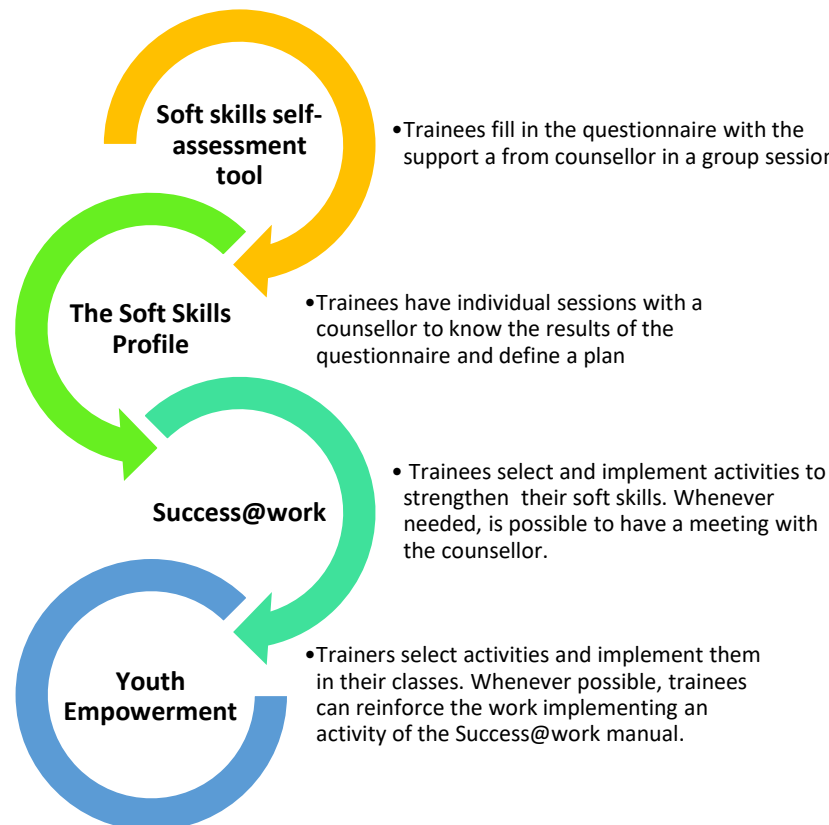 Soft skills self-
assessment
tool
•Trainees fill in the questionnaire with the
support a from counsellor in a group session
The Soft Skills
Profile
•Trainees have individual sessions with a
counsellor to know the results of the
questionnaire and define a plan
Success@work
• Trainees select and implement activities to
strengthen their soft skills. Whenever
needed, is possible to have a meeting with
the counsellor.
Youth
Empowerment
•Trainers select activities and implement them
in their classes. Whenever possible, trainees
can reinforce the work implementing an
activity of the Success@work manual.